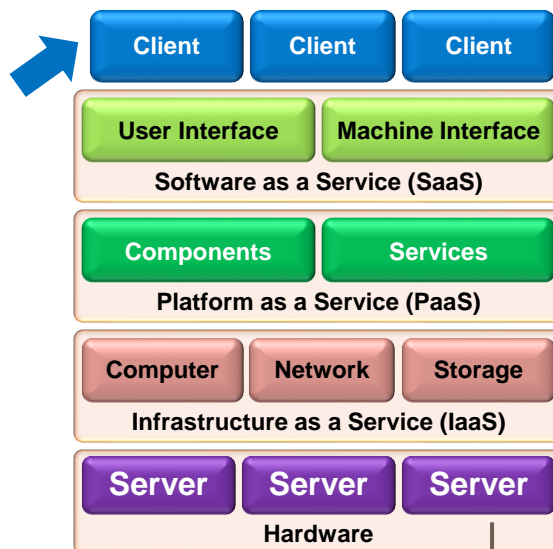 Client Client Client
User Interface Machine Interface
Software as a Service (SaaS)
Components Services
Platform as a Service (PaaS)
Computer Network Storage
Infrastructure as a Service (IaaS)
Server Server Server
Hardware